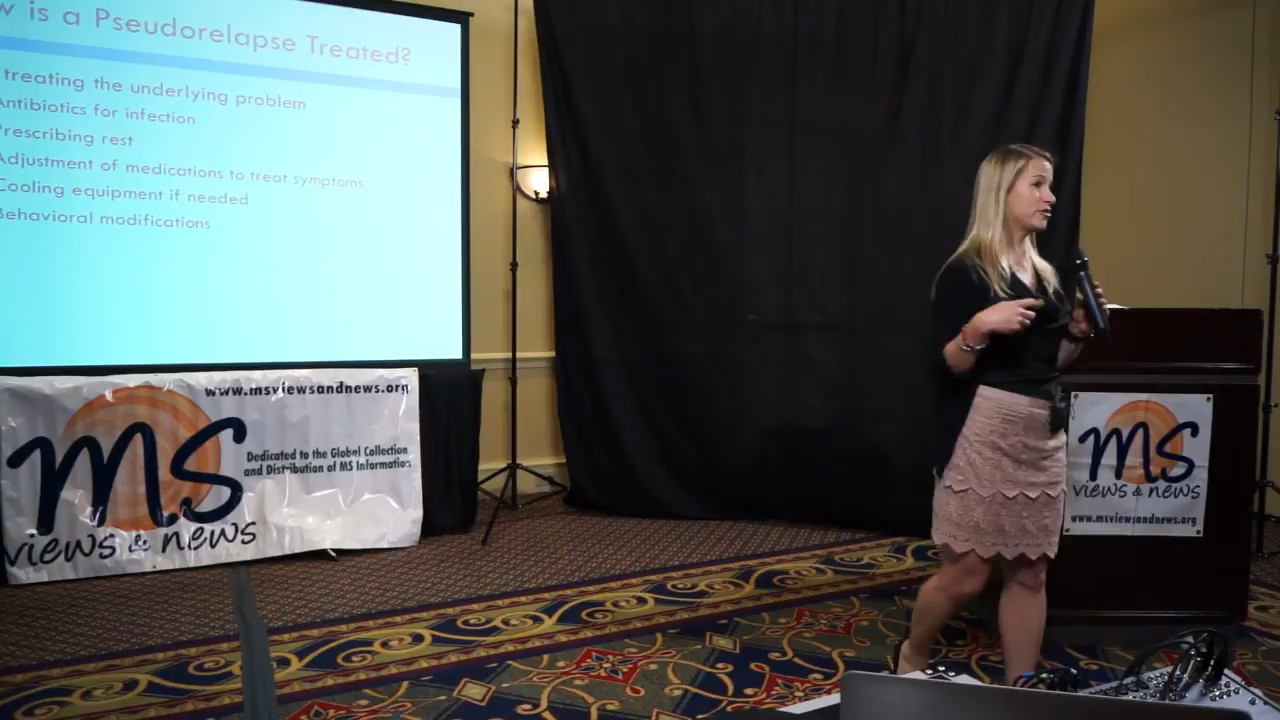 w is a Pseudorelapse Treated?
treating the underlying problem
Antibiotics for infection
Prescribing rest
Adjustment of medications to treat symptoms
Cooling equipment if needed
Behavioral modifications
www.msviewsandnews.org
MS
Dedicated to the Global Collection
and Distribution of MS Information
views & news
MS
views & news
www.msviewsandnews.org